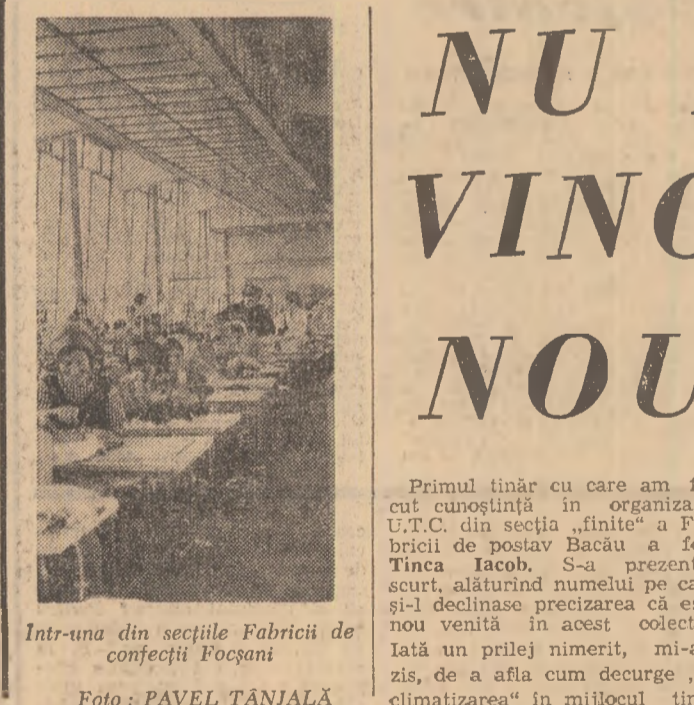 Intr-una din secțiile Fabricii de
confecții Focșani
Foto : PAVEL TÂNJALĂ
NU
VINO
NOU
Primul tinăr cu care am f
cut cunoștință în organiza
U.T.C. din secția „finite“ a F
bricii de postav Bacău a fo
Tinca Iacob. S-a prezent
scurt, alăturînd numelui pe ca
și-l declinase precizarea că es
nou venită în acest colect
Iată un prilej nimerit, mi-a
zis, de a afla cum decurge „
climatizarea“ în mijlocul tin